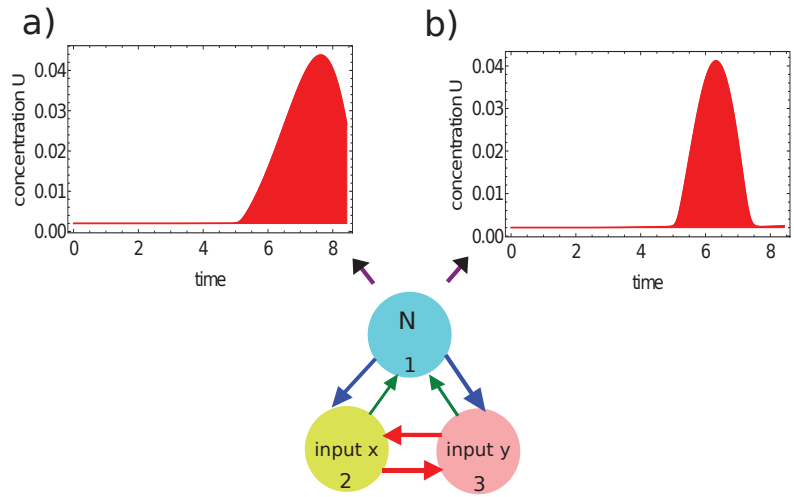 a)
concentration U
0.04
0.03
0.02
0.01
0.00
0 2 4 6 8
time
b)
concentration U
0.04
0.03
0.02
0.01
0.00
0 2 4 6 8
time
N
1
input x
2
input y
3